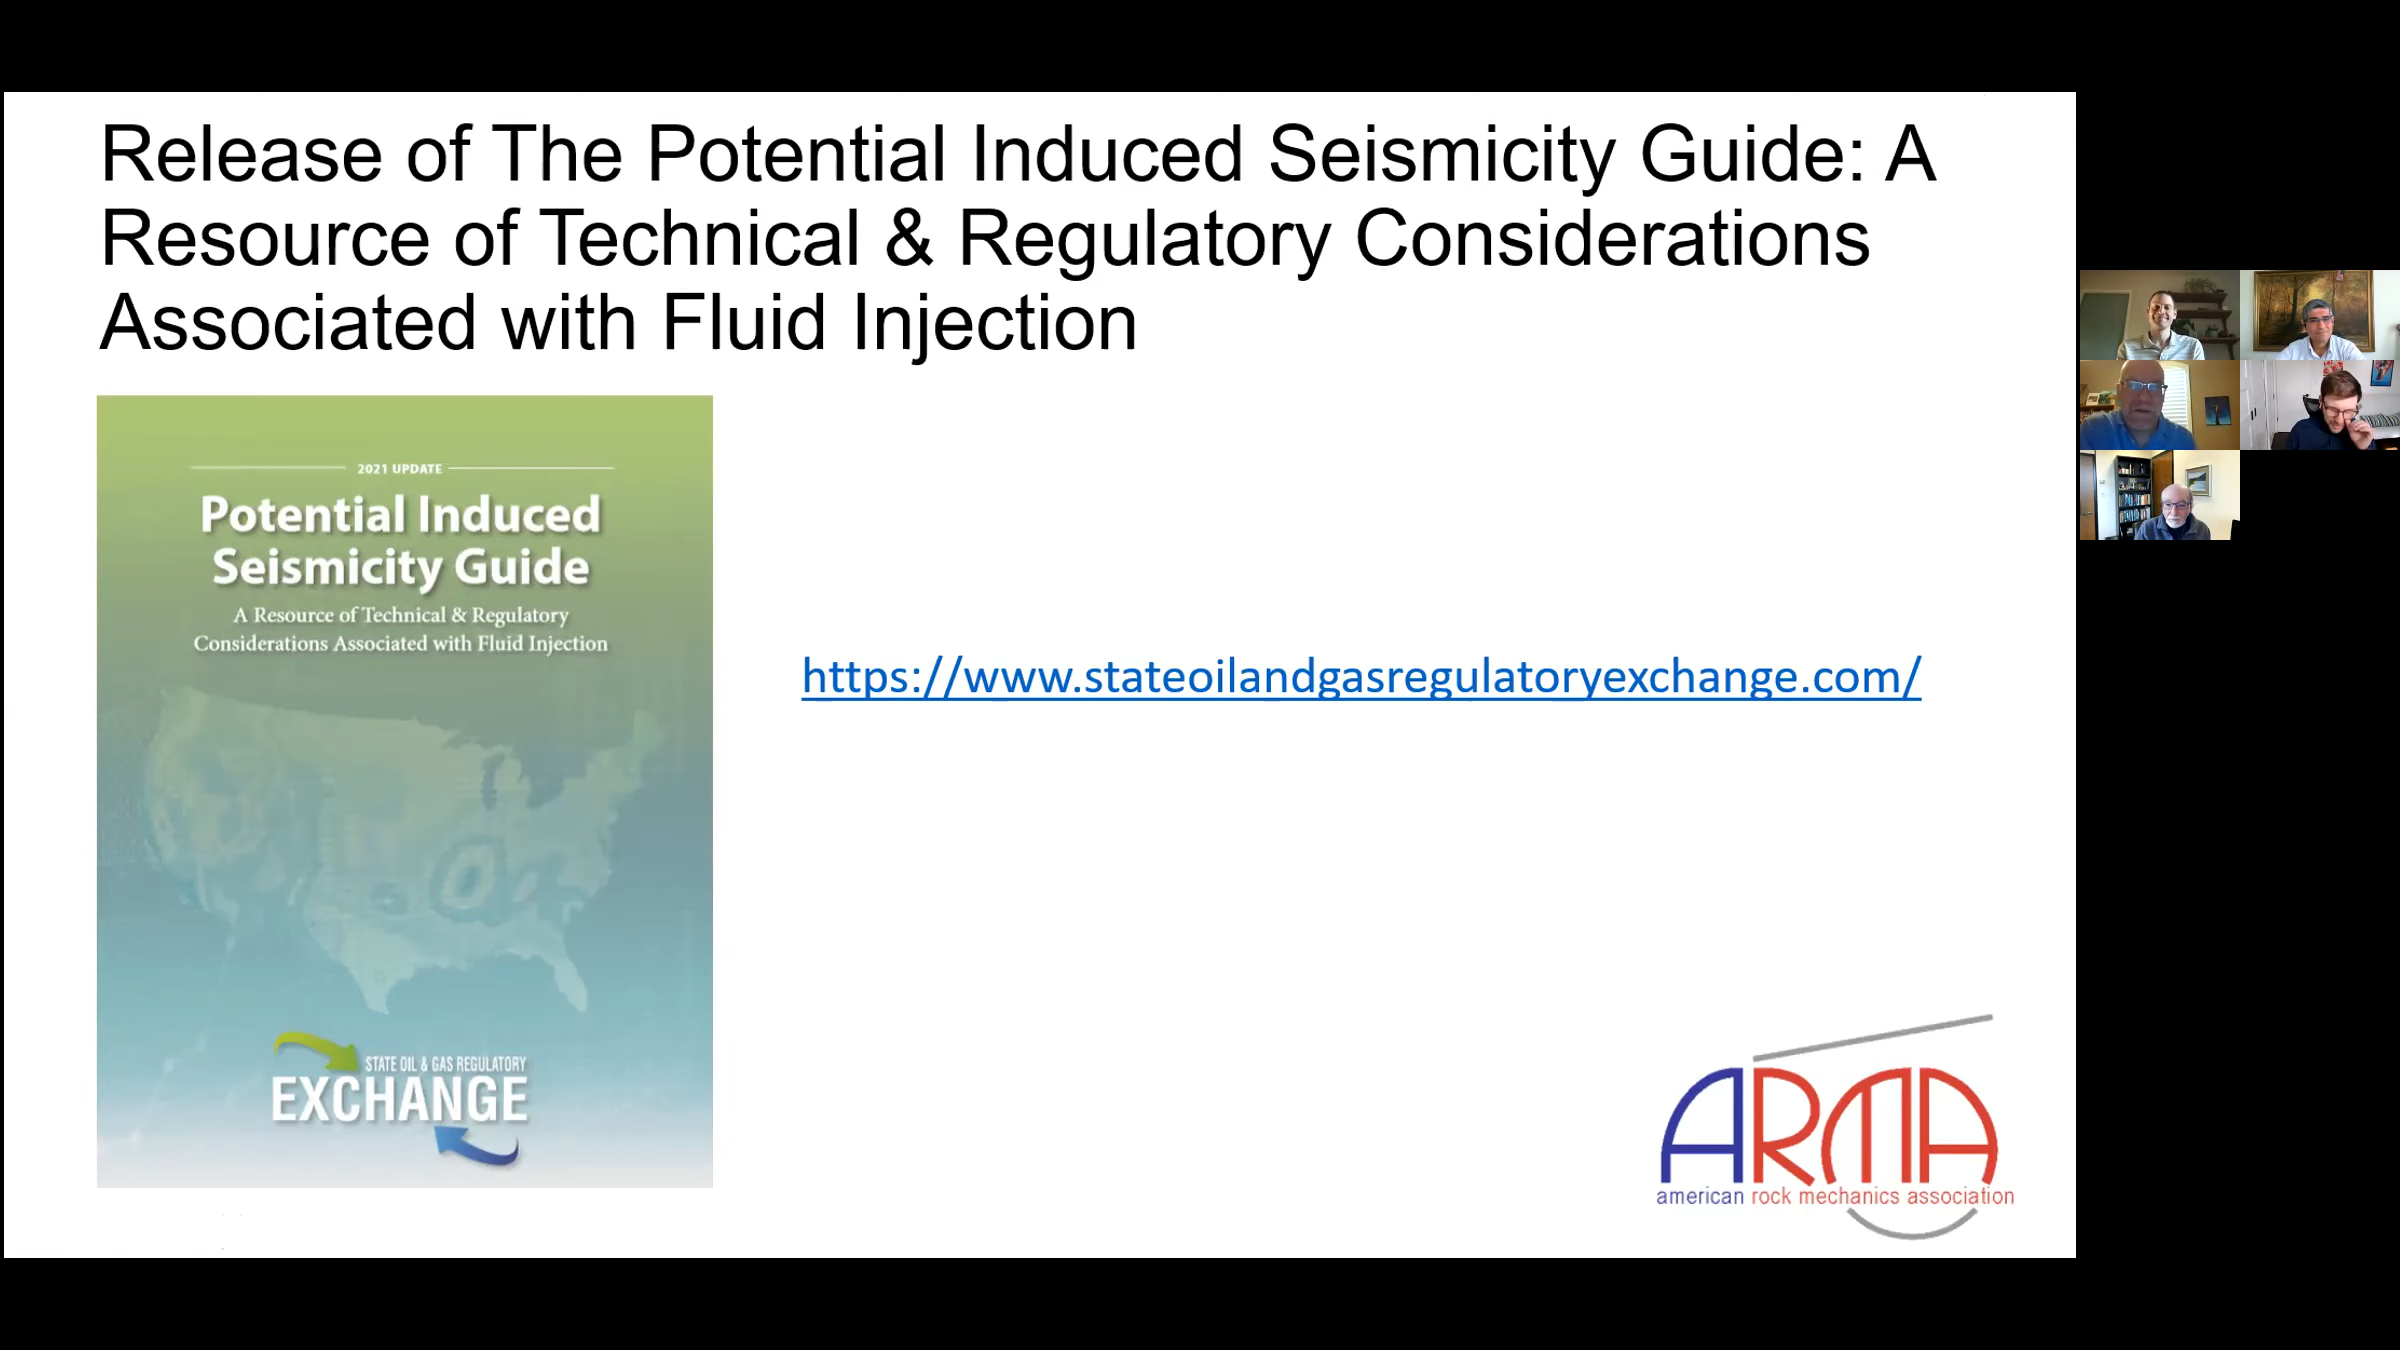 Release of The Potential Induced Seismicity Guide: A
Resource of Technical & Regulatory Considerations
Associated with Fluid Injection
2021 UPDATE
Potential Induced
Seismicity Guide
A Resource of Technical & Regulatory
Considerations Associated with Fluid Injection
STATE OIL & GAS REGULATORY
EXCHANGE
https://www.stateoilandgasregulatoryexchange.com/
ARMA
american rock mechanics association